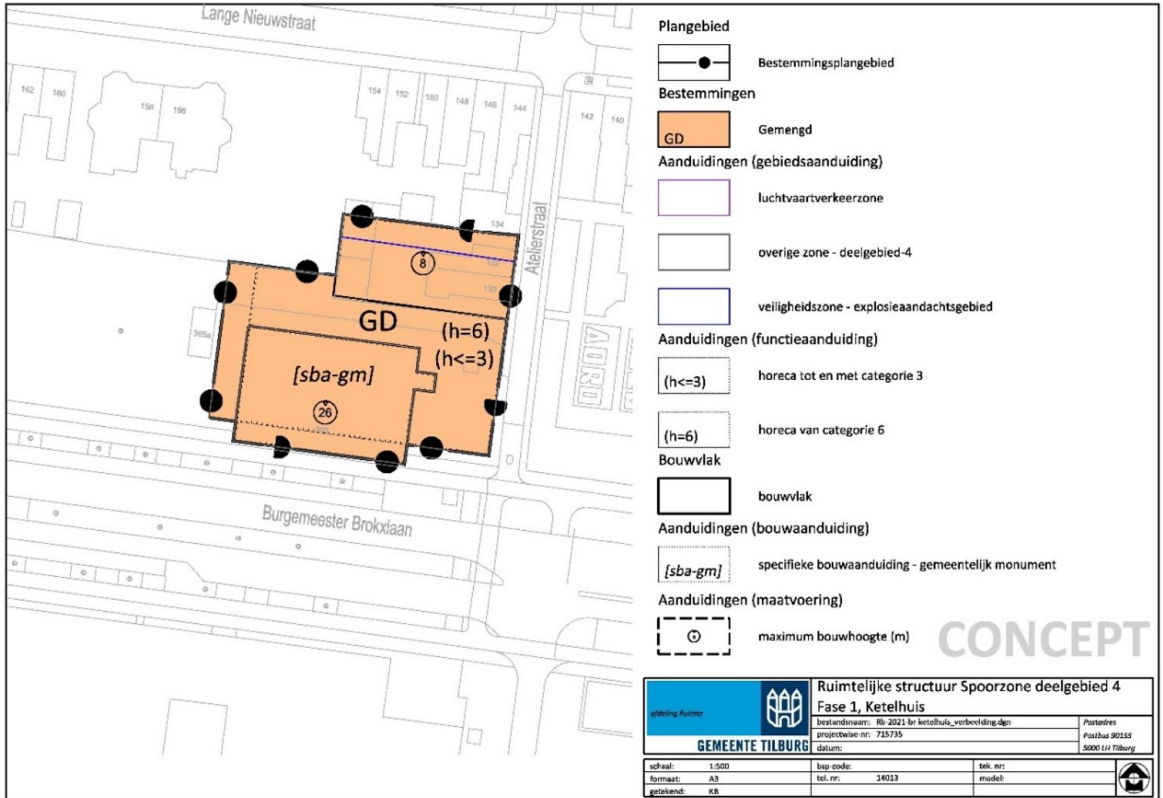 Lange Nieuwstraat
162 160
158 156
154 152 150 148 146 144
142 140
134
Atelierstraat
8
130
GD
(h=6)
(h<=3)
[sba-gm]
26
365a
Burgemeester Brokxlaan
Plangebied
Bestemmingsplangebied
Bestemmingen
GD
Gemengd
Aanduidingen (gebiedsaanduiding)
luchtvaartverkeerzone
overige zone - deelgebied-4
veiligheidszone - explosieaandachtsgebied
Aanduidingen (functieaanduiding)
(h<=3)
horeca tot en met categorie 3
(h=6)
horeca van categorie 6
Bouwvlak
bouwvlak
Aanduidingen (bouwaanduiding)
[sba-gm]
specifieke bouwaanduiding - gemeentelijk monument
Aanduidingen (maatvoering)
maximum bouwhoogte (m)
CONCEPT
afdeling Ruimte
GEMEENTE TILBURG
Ruimtelijke structuur Spoorzone deelgebied 4
Fase 1, Ketelhuis
bestandsnaam: Rb-2021-br-ketelhuis_verbeelding.dgn
projectwise-nr: 715735
datum:
Postadres
Postbus 90155
5000 LH Tilburg
schaal: 1:500
bsp-code:
tek. nr:
formaat: A3
tel. nr: 14013
model:
getekend: KB